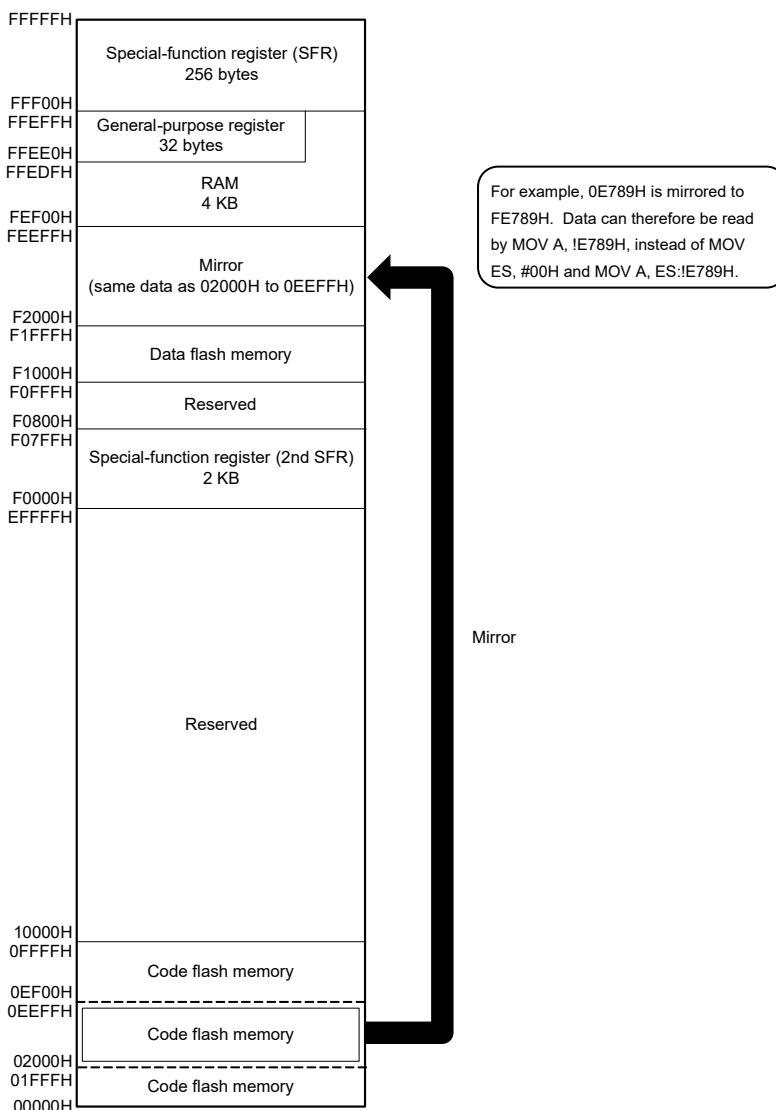 FFFFFH
Special-function register (SFR)
256 bytes
FFF00H
FFEFFH
General-purpose register
32 bytes
FFEE0H
FFEDFH
RAM
4 KB
FEF00H
FEEFFH
Mirror
(same data as 02000H to 0EEFFH)
For example, 0E789H is mirrored to
FE789H. Data can therefore be read
by MOV A, !E789H, instead of MOV
ES, #00H and MOV A, ES:!E789H.
F2000H
F1FFFH
Data flash memory
F1000H
F0FFFH
Reserved
F0800H
F07FFH
Special-function register (2nd SFR)
2 KB
F0000H
EFFFFH
Mirror
Reserved
10000H
0FFFFH
Code flash memory
0EF00H
0EEFFH
Code flash memory
02000H
01FFFH
Code flash memory
00000H